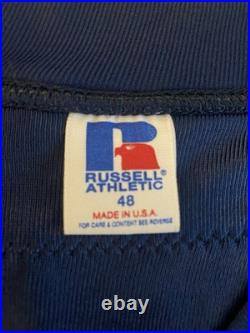 R
RUSSELL
ATHLETIC
48
MADE IN U.S.A.
FOR CARE & CONTENT SEE REVERSE